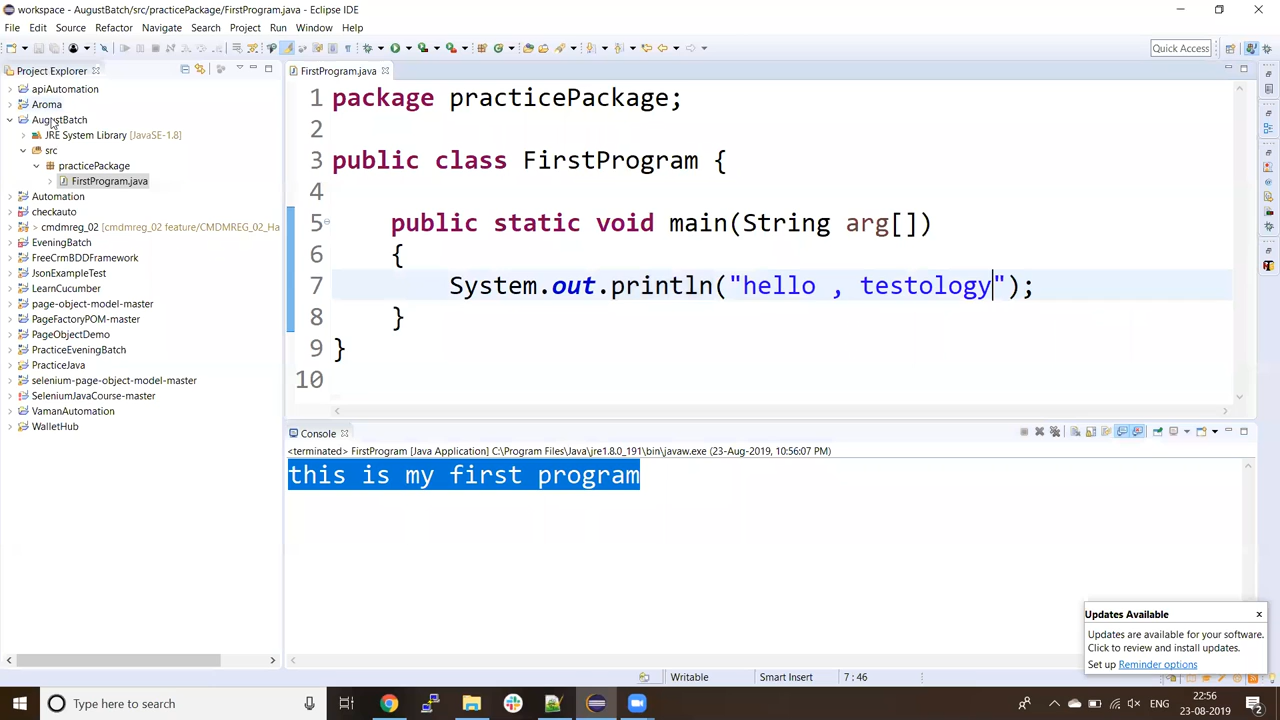 workspace - AugustBatch/src/practicePackage/FirstProgram.java - Eclipse IDE
File Edit Source Refactor Navigate Search Project Run Window Help
Quick Access
Project Explorer
apiAutomation
Aroma
AugustBatch
JRE System Library [JavaSE-1.8]
src
practicePackage
FirstProgram.java
Automation
checkauto
> cmdmreg_02 [cmdmreg_02 feature/CMDMREG_02_Ha
EveningBatch
FreeCrmBDDFramework
JsonExampleTest
LearnCucumber
page-object-model-master
PageFactoryPOM-master
PageObjectDemo
PracticeEveningBatch
PracticeJava
selenium-page-object-model-master
SeleniumJavaCourse-master
VamanAutomation
WalletHub
FirstProgram.java
1 package practicePackage;
2
3 public class FirstProgram {
4
5 public static void main(String arg[])
6 {
7 System.out.println("hello , testology");
8 }
9 }
10
Console
<terminated> FirstProgram [Java Application] C:\Program Files\Java\jre1.8.0_191\bin\javaw.exe (23-Aug-2019, 10:56:07 PM)
this is my first program
Updates Available
Updates are available for your software.
Click to review and install updates.
Set up Reminder options
Writable Smart Insert 7 : 46
Type here to search
22:56
23-08-2019
2